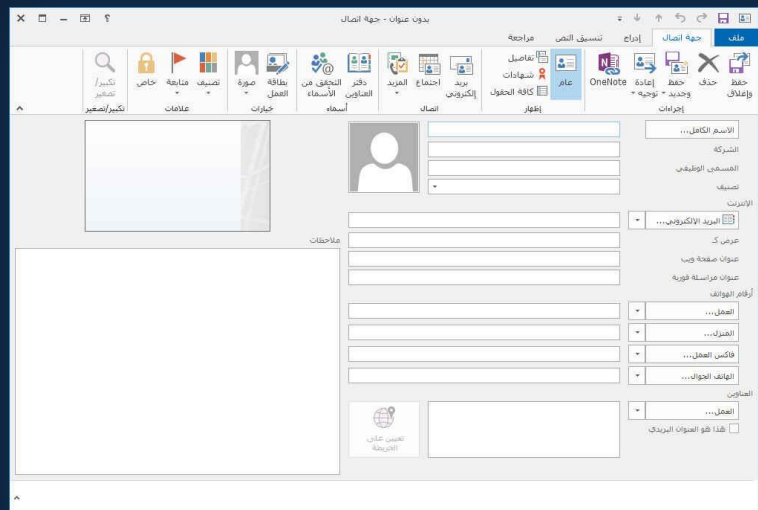 بدون عنوان - جهة اتصال
ملف
جهة اتصال
إدراج
تنسيق النص
مراجعة
حفظ وإغلاق
حذف
حفظ وجديد
إعادة توجيه
OneNote
إجراءات
عام
تفاصيل
شهادات
كافة الحقول
إظهار
بريد إلكتروني
اجتماع
المزيد
اتصال
دفتر العناوين
التحقق من الأسماء
أسماء
بطاقة العمل
صورة
خيارات
تصنيف
متابعة
خاص
علامات
تكبير/تصغير
تكبير/تصغير
الاسم الكامل...
الشركة
المسمى الوظيفي
تصنيف
الإنترنت
البريد الإلكتروني...
عرض كـ
عنوان صفحة ويب
عنوان مراسلة فورية
أرقام الهواتف
العمل...
المنزل...
فاكس العمل...
الهاتف الجوال...
العناوين
العمل...
هذا هو العنوان البريدي
تعيين على الخريطة
ملاحظات